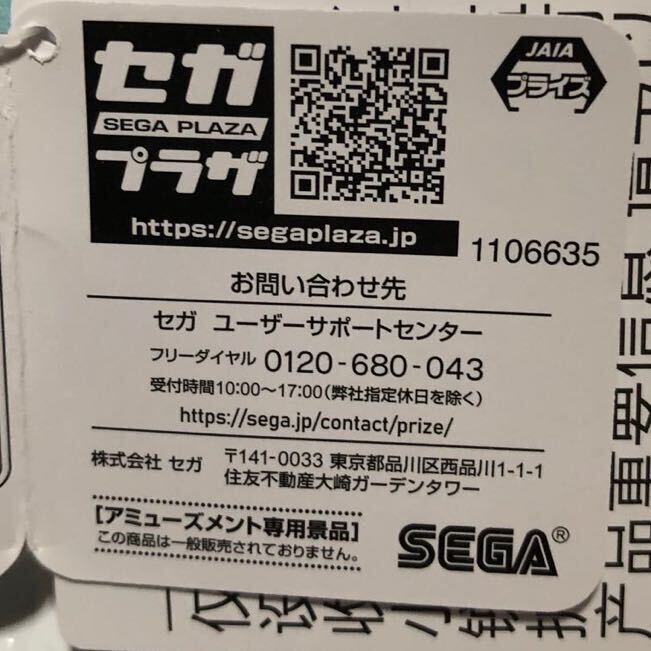 セガ
SEGA PLAZA
プラザ
https://segaplaza.jp
JAIA
プライズ
1106635
お問い合わせ先
セガ ユーザーサポートセンター
フリーダイヤル 0120-680-043
受付時間10:00〜17:00(弊社指定休日を除く)
https://sega.jp/contact/prize/
株式会社 セガ 〒141-0033 東京都品川区西品川1-1-1
住友不動産大崎ガーデンタワー
[アミューズメント専用景品]
この商品は一般販売されておりません。
SEGA®
产品重要信息